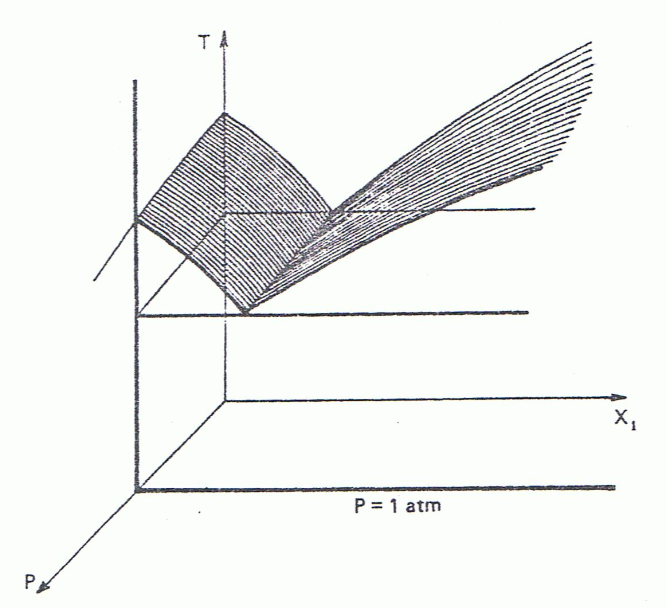 T
X₁
P = 1 atm
P